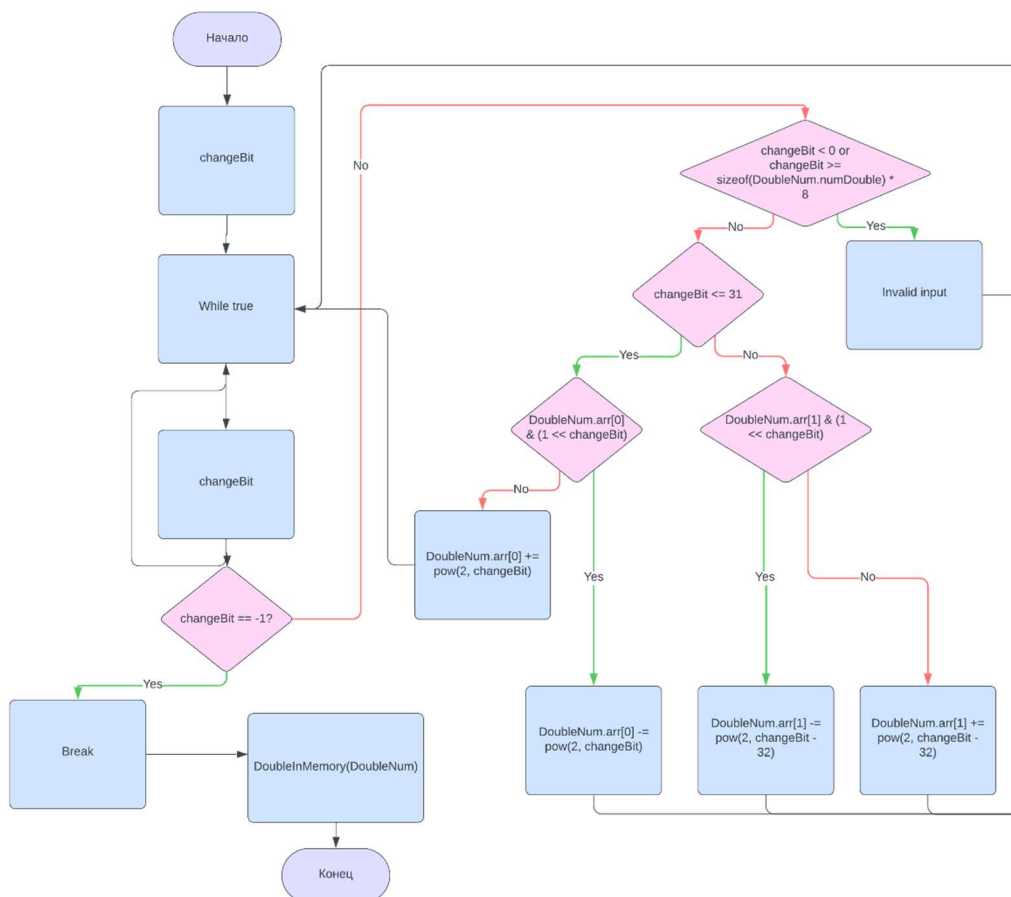 Начало
changeBit
No
changeBit < 0 or
changeBit >=
sizeof(DoubleNum.numDouble) *
8
No
Yes
While true
changeBit <= 31
Invalid input
Yes
No
DoubleNum.arr[0]
& (1 << changeBit)
DoubleNum.arr[1] & (1
<< changeBit)
changeBit
No
DoubleNum.arr[0] +=
pow(2, changeBit)
Yes
Yes
No
changeBit == -1?
Yes
Break
DoubleInMemory(DoubleNum)
DoubleNum.arr[0] -=
pow(2, changeBit)
DoubleNum.arr[1] -=
pow(2, changeBit -
32)
DoubleNum.arr[1] +=
pow(2, changeBit -
32)
Конец